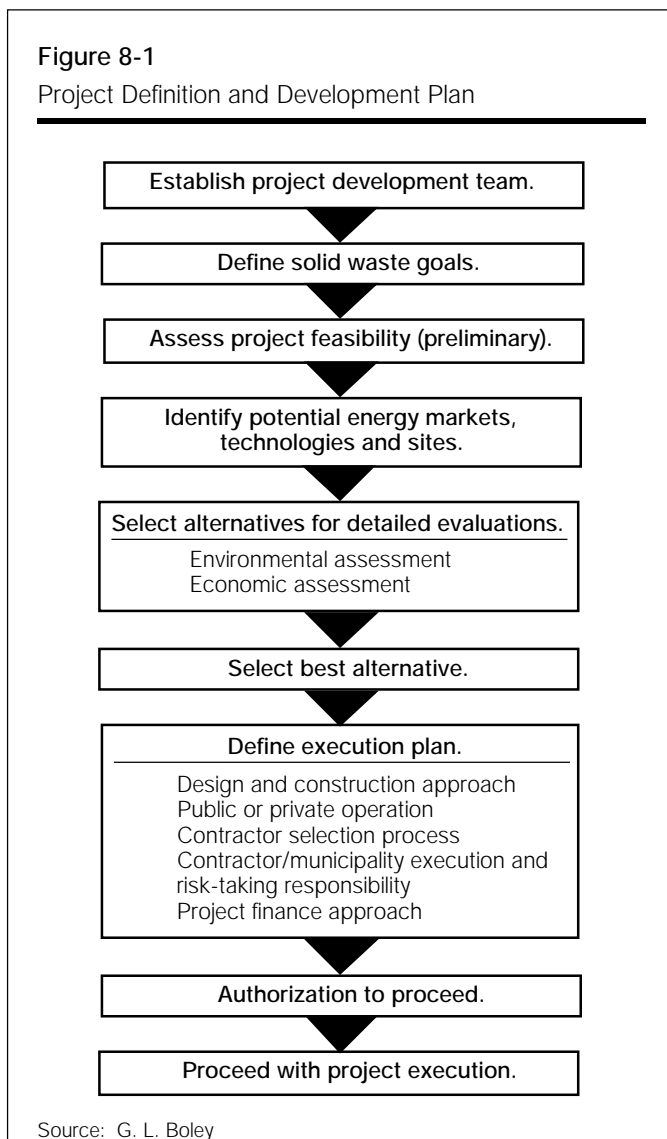 Figure 8-1
Project Definition and Development Plan
Establish project development team.
Define solid waste goals.
Assess project feasibility (preliminary).
Identify potential energy markets,
technologies and sites.
Select alternatives for detailed evaluations.
Environmental assessment
Economic assessment
Select best alternative.
Define execution plan.
Design and construction approach
Public or private operation
Contractor selection process
Contractor/municipality execution and
risk-taking responsibility
Project finance approach
Authorization to proceed.
Proceed with project execution.
Source: G. L. Boley